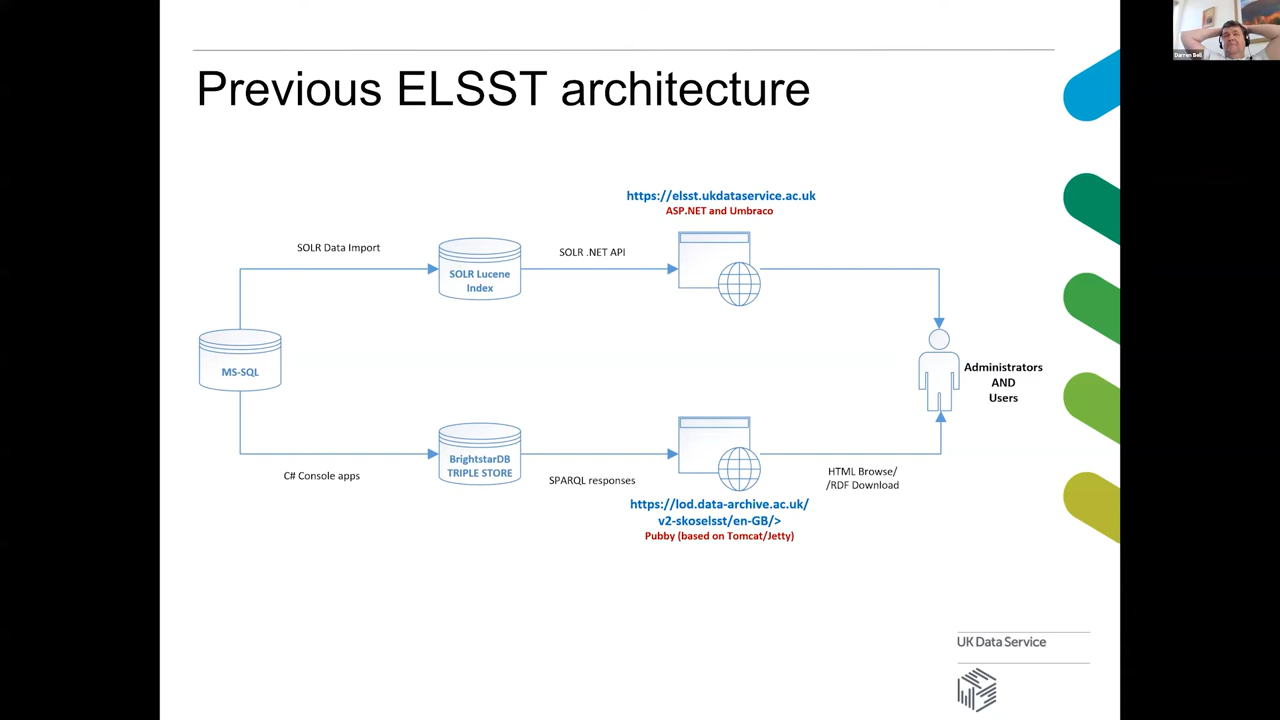 Darren Bell
Previous ELSST architecture
https://elsst.ukdataservice.ac.uk
ASP.NET and Umbraco
SOLR Data Import
SOLR .NET API
SOLR Lucene
Index
MS-SQL
Administrators
AND
Users
BrightstarDB
TRIPLE STORE
C# Console apps
SPARQL responses
HTML Browse/
/RDF Download
https://lod.data-archive.ac.uk/
v2-skoselsst/en-GB/>
Pubby (based on Tomcat/Jetty)
UK Data Service